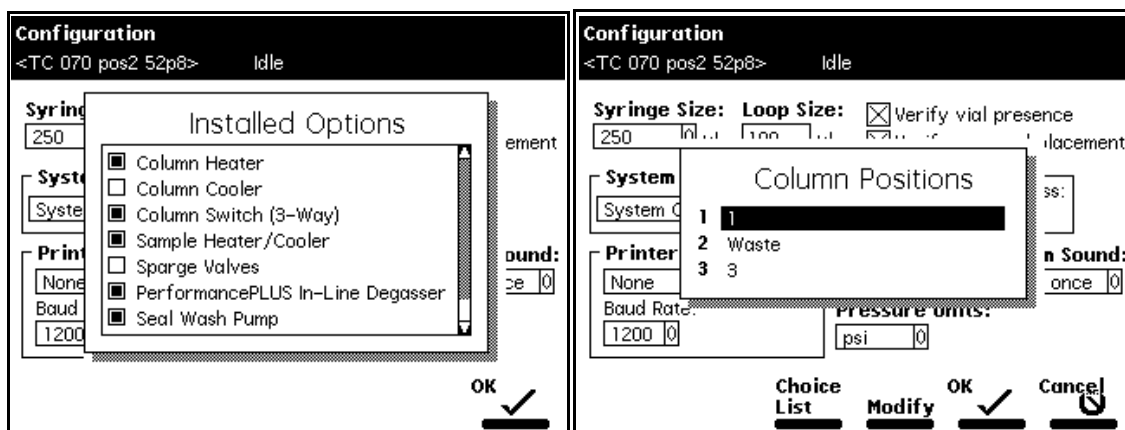 Configuration
<TC 070 pos2 52p8> Idle
Syring
250
ement
Installed Options
Column Heater
Column Cooler
Column Switch (3-Way)
Sample Heater/Cooler
Sparge Valves
PerformancePLUS In-Line Degasser
Seal Wash Pump
Syste
Syste
Print
None
Baud
1200
ound:
ce 0
OK
Configuration
<TC 070 pos2 52p8> Idle
Syringe Size: Loop Size: Verify vial presence
250 100
lacement
System
System C
ss:
Column Positions
1 1
2 Waste
3 3
Printer
None
Baud Rate:
1200 0
n Sound:
once 0
Pressure Units:
psi 0
Choice List
Modify
OK
Cancel